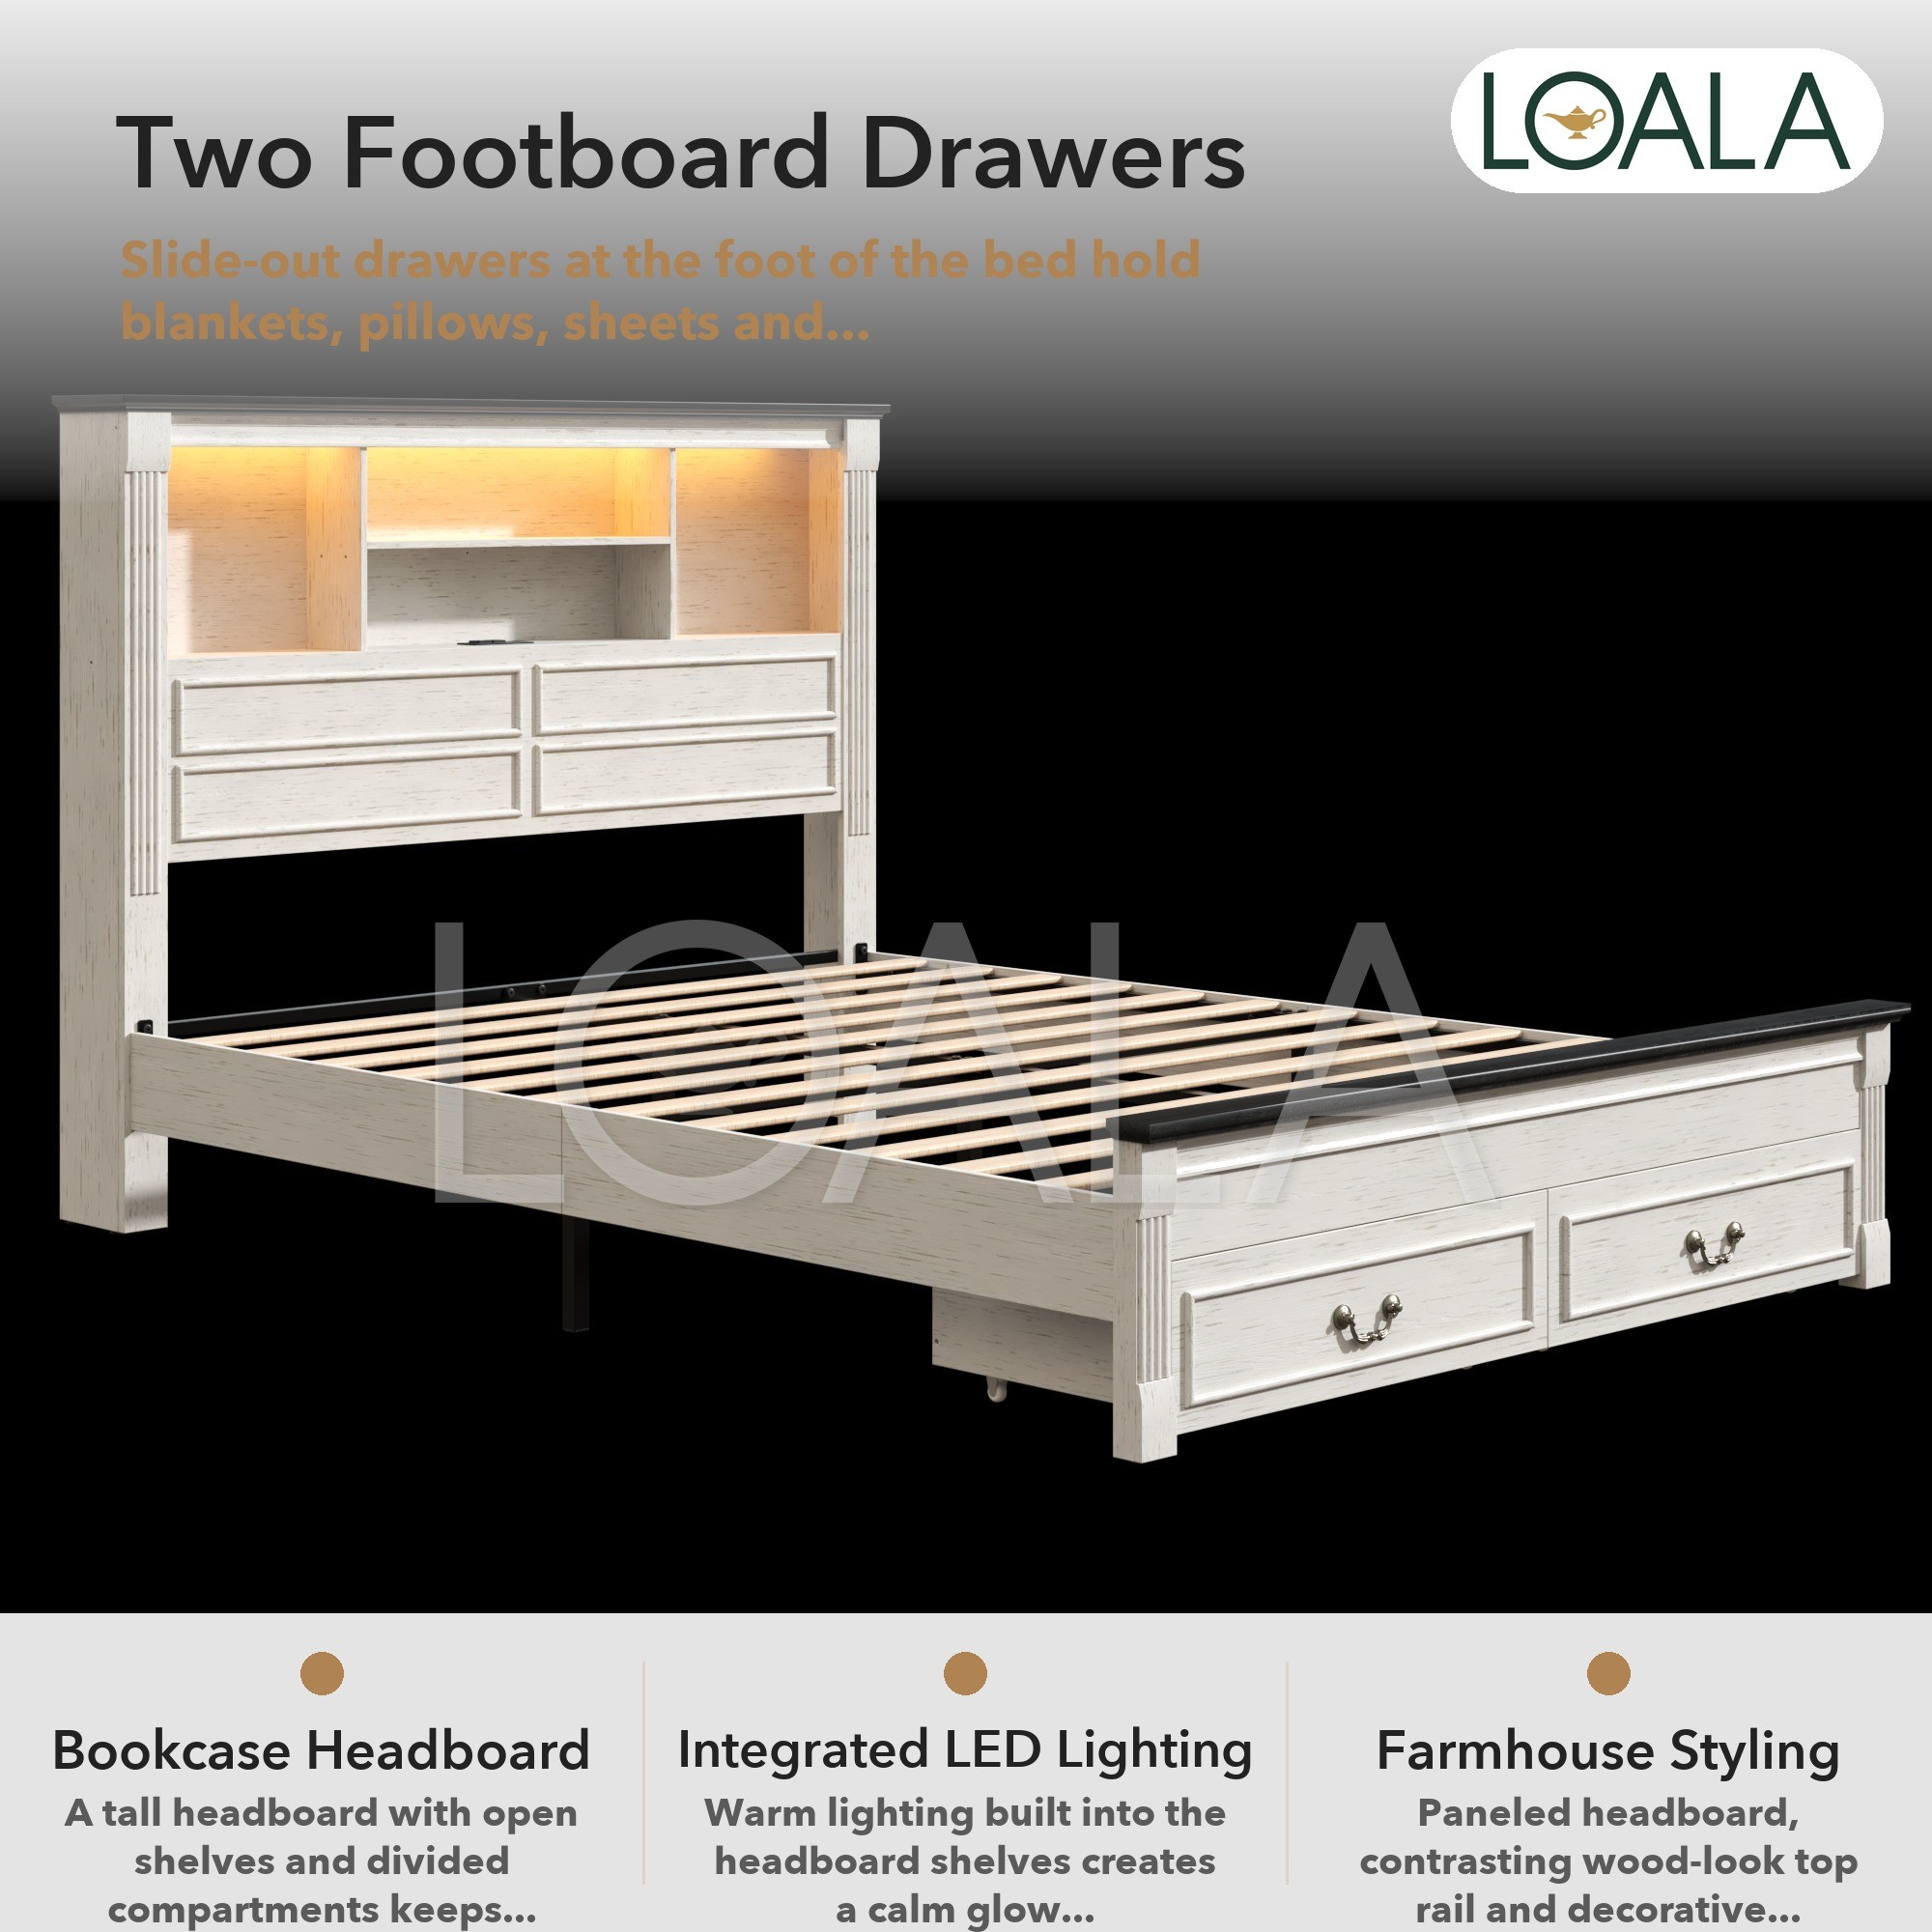 LOALA
Two Footboard Drawers
Slide-out drawers at the foot of the bed hold
blankets, pillows, sheets and...
LOALA
Bookcase Headboard
A tall headboard with open
shelves and divided
compartments keeps...
Integrated LED Lighting
Warm lighting built into the
headboard shelves creates
a calm glow...
Farmhouse Styling
Paneled headboard,
contrasting wood-look top
rail and decorative...